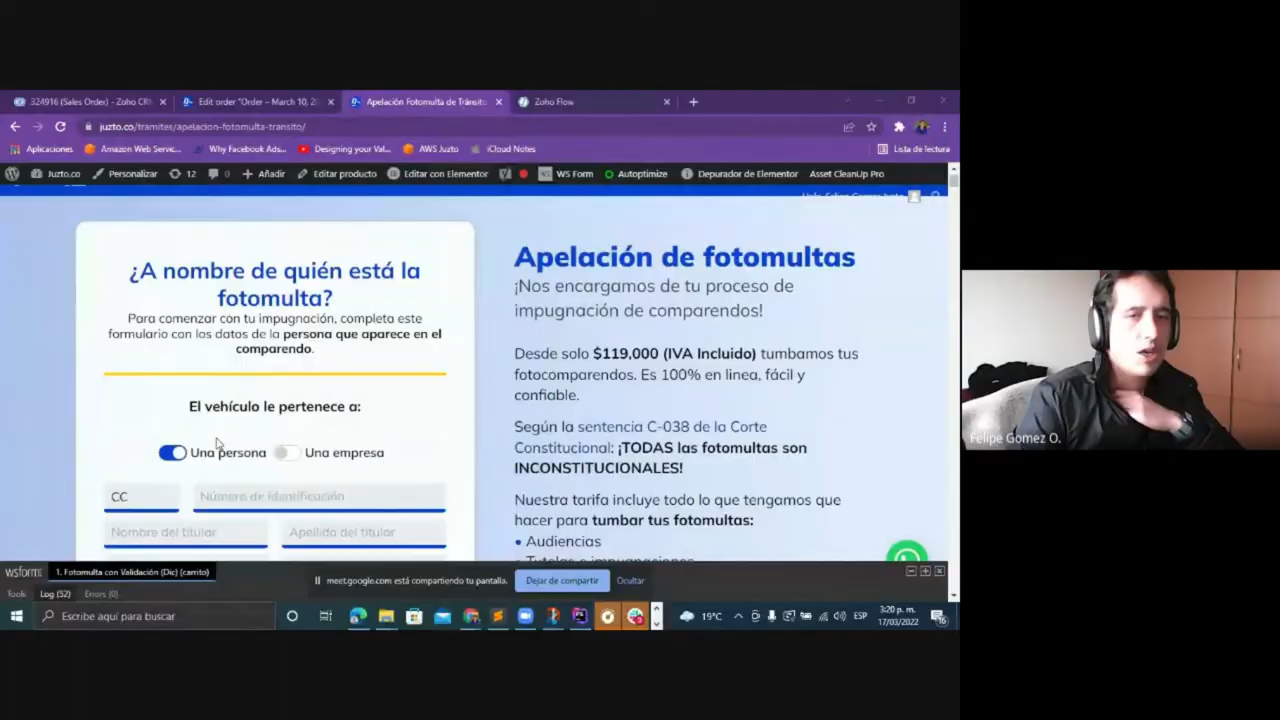 324916 (Sales Order) - Zoho CR
Edit order "Order – March 10, 2
Apelación Fotomulta de Tránsito
Zoho Flow
juzto.co/tramites/apelacion-fotomulta-transito/
Aplicaciones
Amazon Web Servic...
Why Facebook Ads...
Designing your Val...
AWS Juzto
iCloud Notes
Lista de lectura
Juzto.co
Personalizar
12
0
Añadir
Editar producto
Editar con Elementor
WS Form
Autoptimize
Depurador de Elementor
Asset CleanUp Pro
¿A nombre de quién está la
fotomulta?
Para comenzar con tu impugnación, completa este
formulario con los datos de la persona que aparece en el
comparendo.
El vehículo le pertenece a:
Una persona
Una empresa
CC
Número de identificación
Nombre del titular
Apellido del titular
Apelación de fotomultas
¡Nos encargamos de tu proceso de
impugnación de comparendos!
Desde solo $119,000 (IVA Incluido) tumbamos tus
fotocomparendos. Es 100% en linea, fácil y
confiable.
Según la sentencia C-038 de la Corte
Constitucional: ¡TODAS las fotomultas son
INCONSTITUCIONALES!
Nuestra tarifa incluye todo lo que tengamos que
hacer para tumbar tus fotomultas:
• Audiencias
wsform
1. Fotomulta con Validación (Dic) (carrito)
Tools
Log (52)
Errors (0)
meet.google.com está compartiendo tu pantalla.
Dejar de compartir
Ocultar
Escribe aquí para buscar
19°C
ESP
3:20 p. m.
17/03/2022
16
Felipe Gomez O.